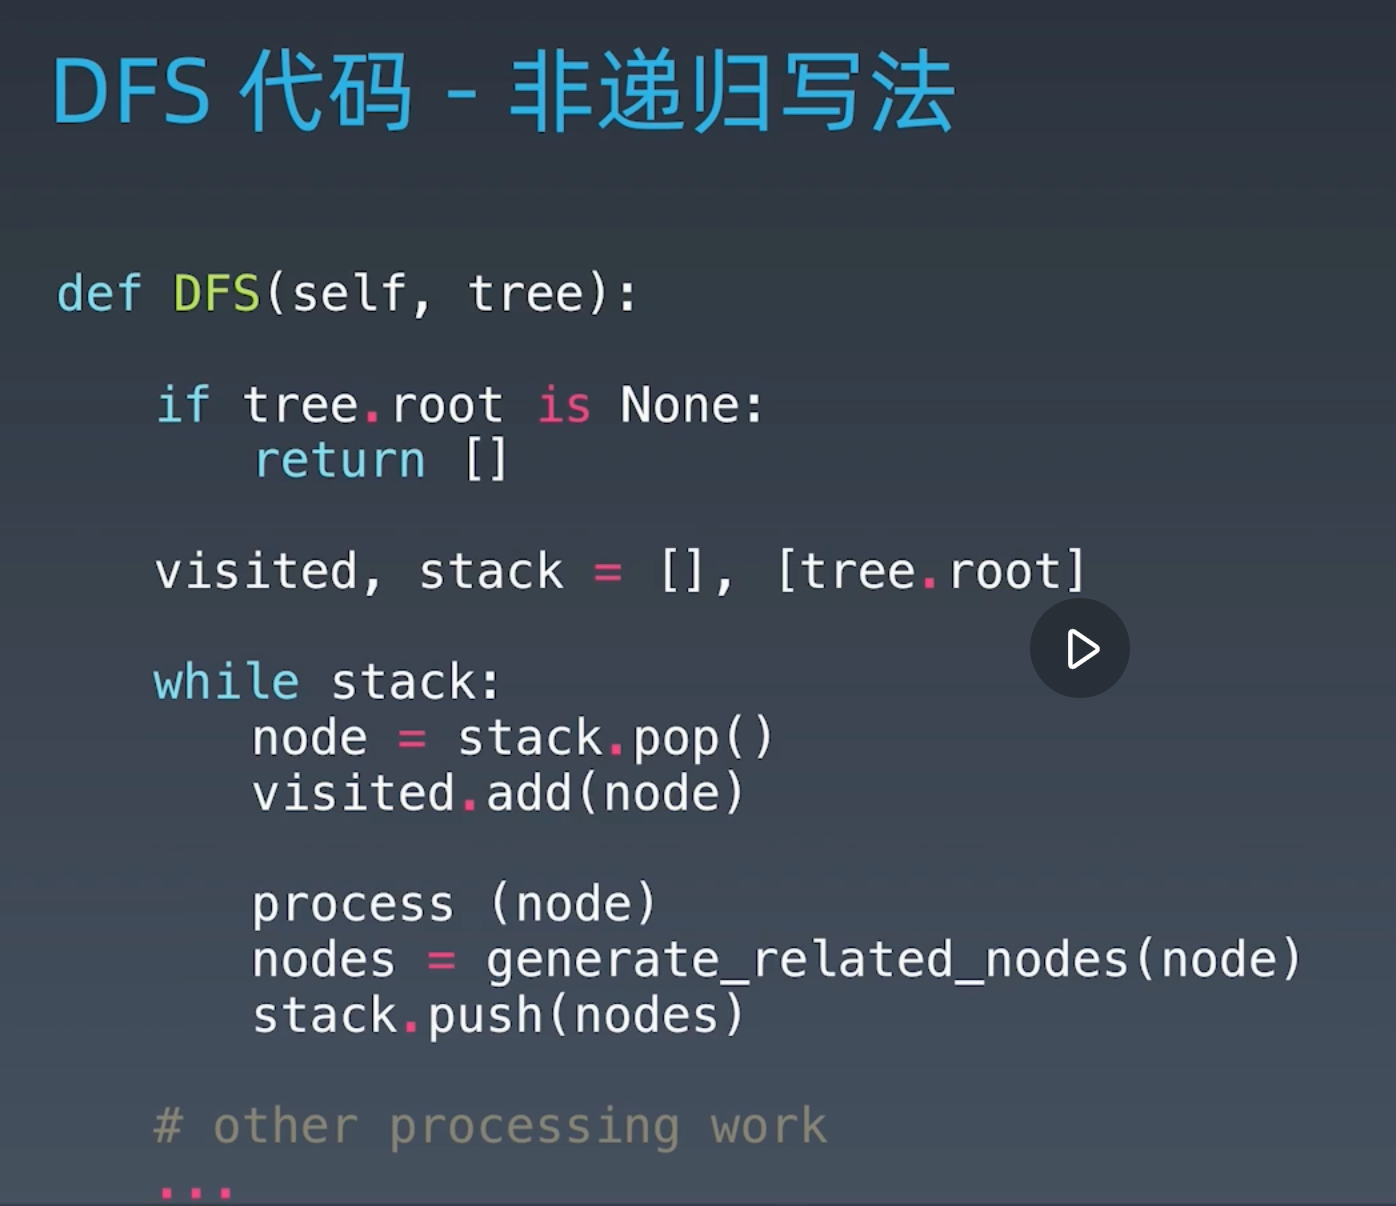 DFS 代码 - 非递归写法
def DFS(self, tree):
if tree.root is None:
return []
visited, stack = [], [tree.root]
while stack:
node = stack.pop()
visited.add(node)
process (node)
nodes = generate_related_nodes(node)
stack.push(nodes)
# other processing work
...